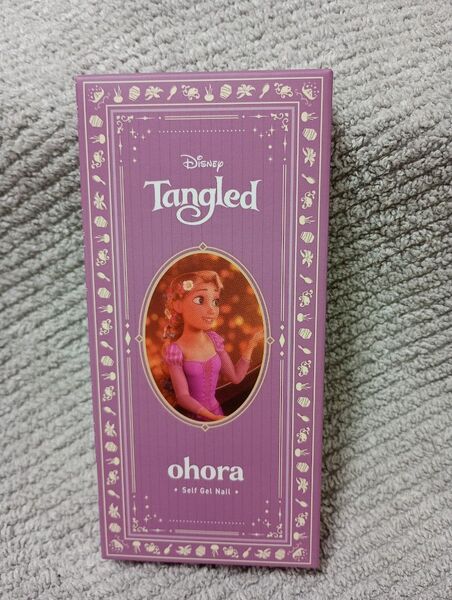 Disney
Tangled
ohora
• Self Gel Nail •